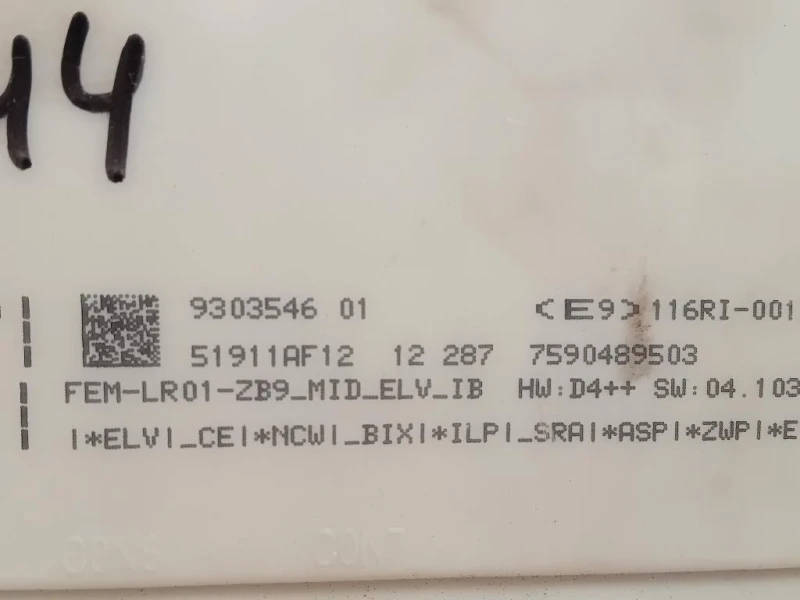 44
9303546 01 <E9> 116RI-001
51911AF12 12 287 7590489503
FEM-LR01-ZB9_MID_ELV_IB HW:D4++ SW:04.103
|*ELV|_CE|*NCW|_BIX|*ILP|_SRA|*ASP|*ZWP|*E